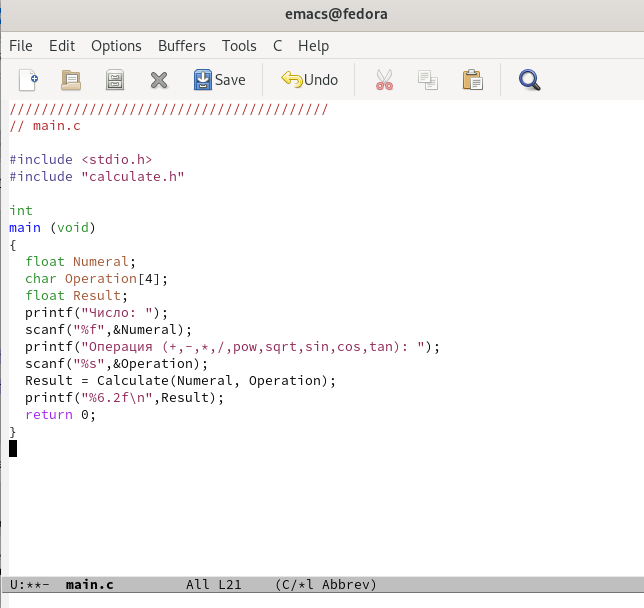 emacs@fedora
File Edit Options Buffers Tools C Help
Save Undo
////////////////////////////////////////
// main.c
#include <stdio.h>
#include "calculate.h"
int
main (void)
{
float Numeral;
char Operation[4];
float Result;
printf("Число: ");
scanf("%f",&Numeral);
printf("Операция (+,-,*,/,pow,sqrt,sin,cos,tan): ");
scanf("%s",&Operation);
Result = Calculate(Numeral, Operation);
printf("%6.2f\n",Result);
return 0;
}
U:**- main.c All L21 (C/*l Abbrev)